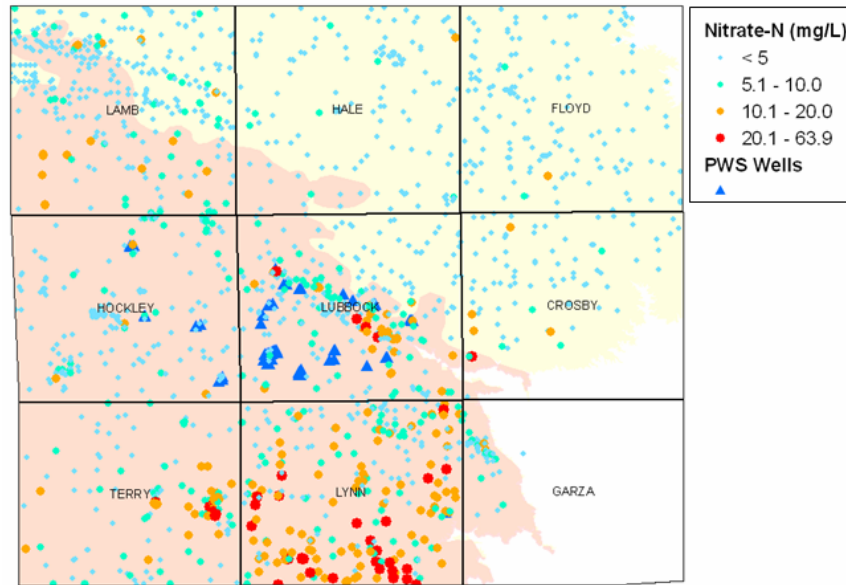 Nitrate-N (mg/L)
< 5
5.1 - 10.0
10.1 - 20.0
20.1 - 63.9
PWS Wells
LAMB
HALE
FLOYD
HOCKLEY
LUBBOCK
CROSBY
TERRY
LYNN
GARZA